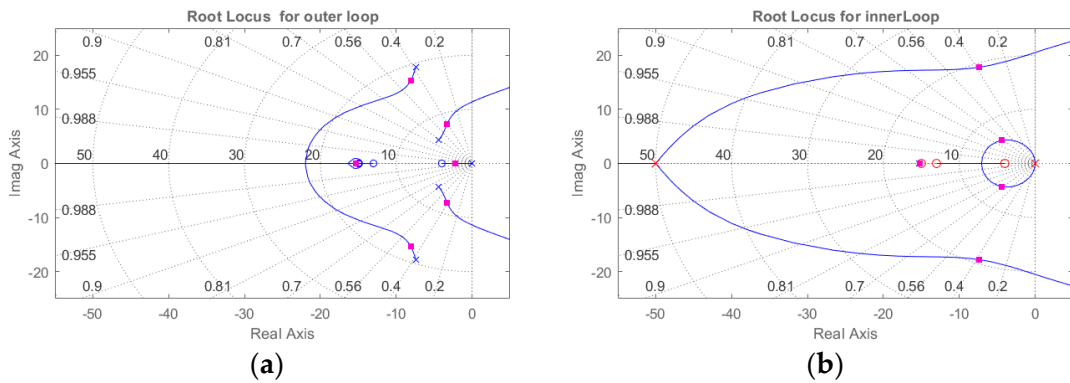 Root Locus for outer loop
0.9 0.81 0.7 0.56 0.4 0.2
20
0.955
10
0.988
50 40 30 20 10
0
0.988
-10
0.955
-20
0.9 0.81 0.7 0.56 0.4 0.2
-50 -40 -30 -20 -10 0
Real Axis
Imag Axis
(a)
Root Locus for innerLoop
0.9 0.81 0.7 0.56 0.4 0.2
20
0.955
10
0.988
50 40 30 20 10
0
0.988
-10
0.955
-20
0.9 0.81 0.7 0.56 0.4 0.2
-50 -40 -30 -20 -10 0
Real Axis
Imag Axis
(b)